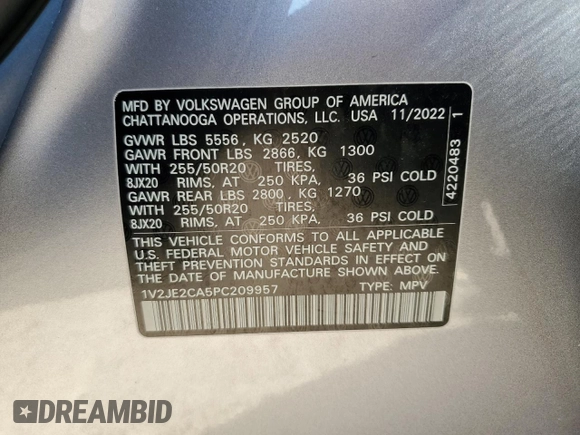 MFD BY VOLKSWAGEN GROUP OF AMERICA
CHATTANOOGA OPERATIONS, LLC. USA 11/2022
GVWR LBS 5556, KG 2520
GAWR FRONT LBS 2866, KG 1300
WITH 255/50R20 TIRES,
8JX20 RIMS, AT 250 KPA, 36 PSI COLD
GAWR REAR LBS 2800, KG 1270
WITH 255/50R20 TIRES,
8JX20 RIMS, AT 250 KPA, 36 PSI COLD
THIS VEHICLE CONFORMS TO ALL APPLICABLE
U.S. FEDERAL MOTOR VEHICLE SAFETY AND
THEFT PREVENTION STANDARDS IN EFFECT ON THE
DATE OF MANUFACTURE SHOWN ABOVE.
1V2JE2CA5PC209957 TYPE: MPV
4220483 1
DREAMBID